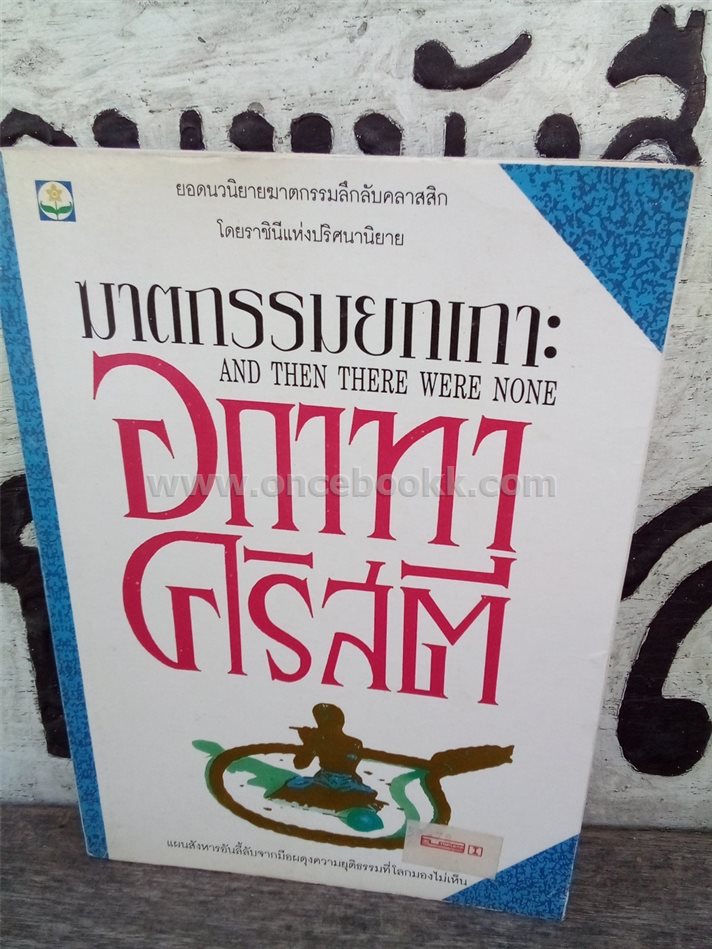 ยอดนวนิยายฆาตกรรมลึกลับคลาสสิก
โดยราชินีแห่งปริศนานิยาย
ฆาตกรรมยกเกาะ
AND THEN THERE WERE NONE
อกาทา
คริสตี
www.oncebookk.com
แผนสังหารอันลี้ลับจากมือผดุงความยุติธรรมที่โลกมองไม่เห็น